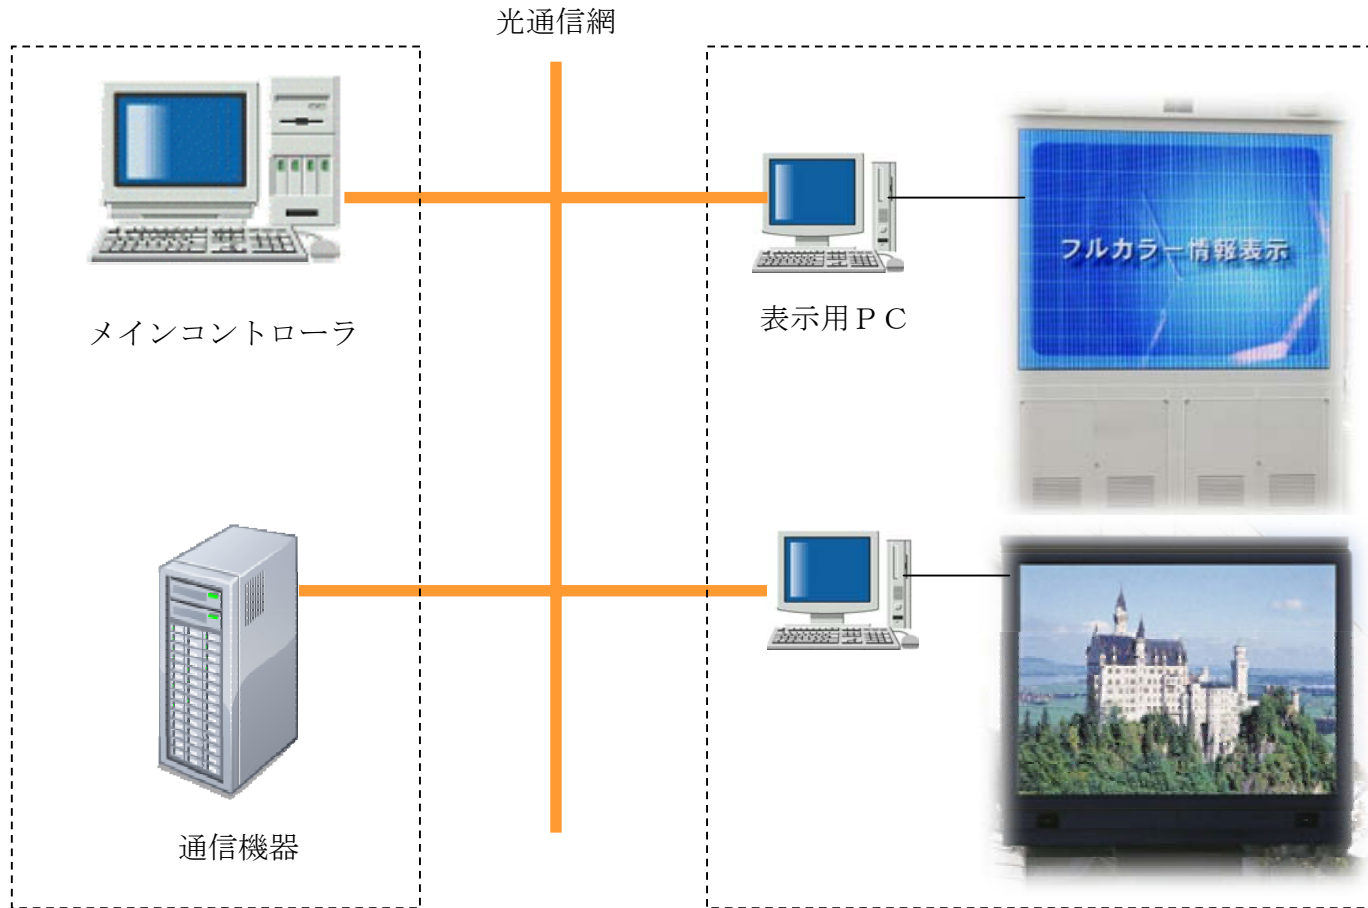 光通信網
フルカラー情報表示
メインコントローラ
表示用ＰＣ
通信機器